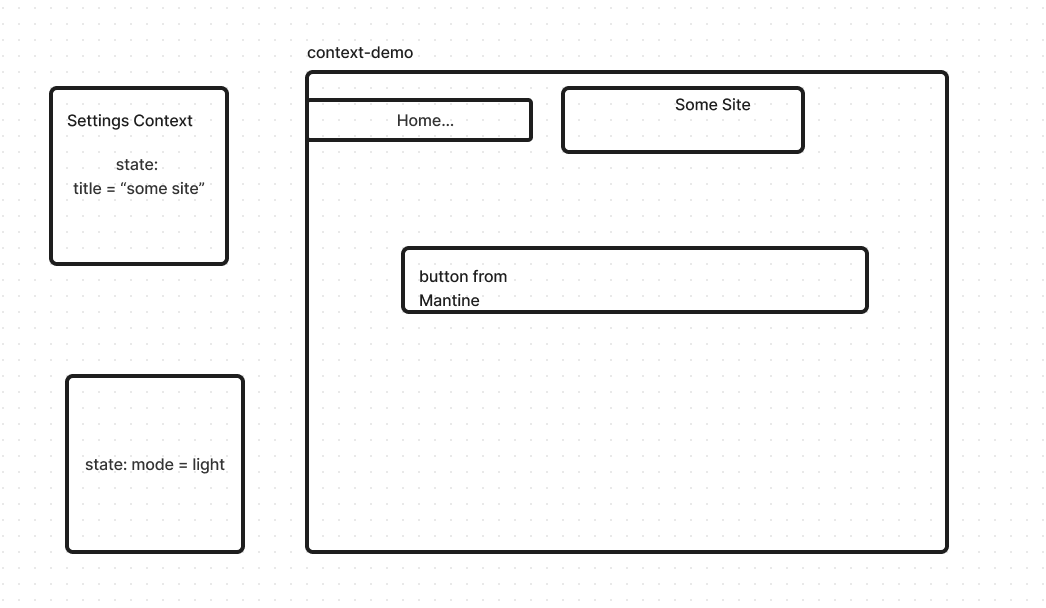 context-demo
Settings Context
state:
title = “some site”
Home...
Some Site
button from
Mantine
state: mode = light